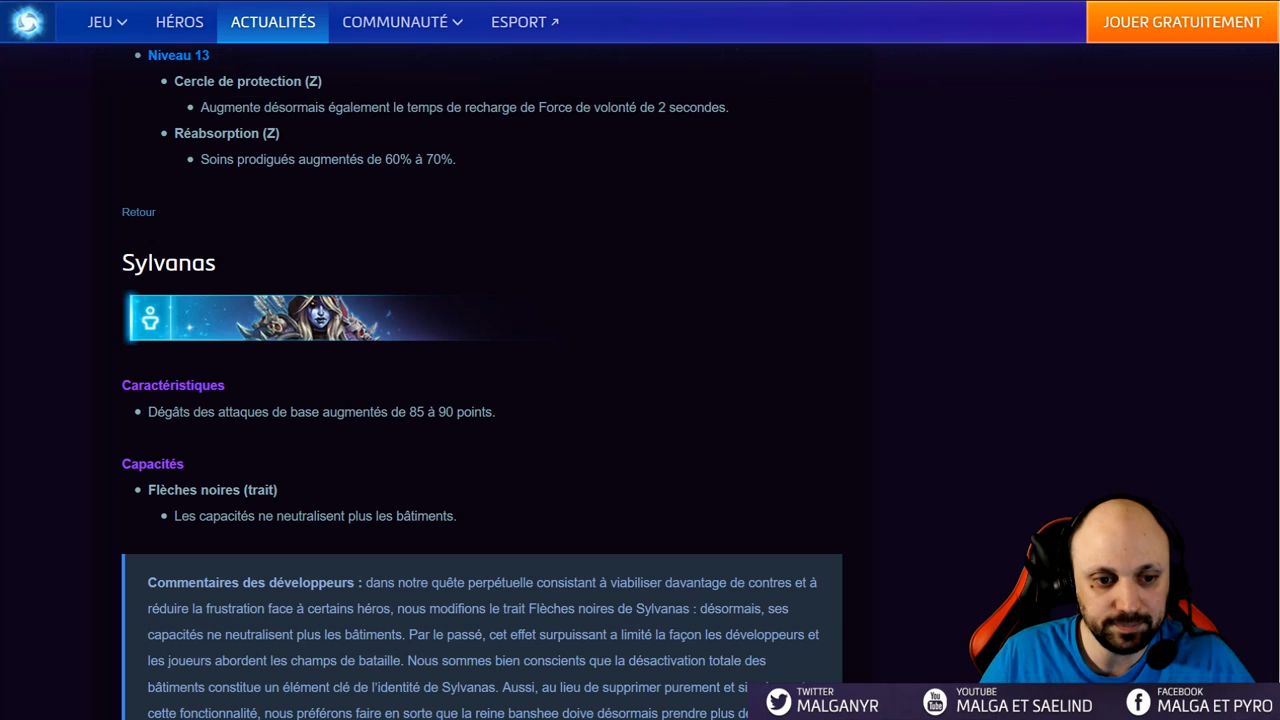 JEU HÉROS ACTUALITÉS COMMUNAUTÉ ESPORT JOUER GRATUITEMENT
Niveau 13
Cercle de protection (Z)
Augmente désormais également le temps de recharge de Force de volonté de 2 secondes.
Réabsorption (Z)
Soins prodigués augmentés de 60% à 70%.
Retour
Sylvanas
Caractéristiques
Dégâts des attaques de base augmentés de 85 à 90 points.
Capacités
Flèches noires (trait)
Les capacités ne neutralisent plus les bâtiments.
Commentaires des développeurs : dans notre quête perpétuelle consistant à viabiliser davantage de contres et à
réduire la frustration face à certains héros, nous modifions le trait Flèches noires de Sylvanas : désormais, ses
capacités ne neutralisent plus les bâtiments. Par le passé, cet effet surpuissant a limité la façon les développeurs et
les joueurs abordent les champs de bataille. Nous sommes bien conscients que la désactivation totale des
bâtiments constitue un élément clé de l'identité de Sylvanas. Aussi, au lieu de supprimer purement et
cette fonctionnalité, nous préférons faire en sorte que la reine banshee doive désormais prendre plus
TWITTER
MALGANYR
You Tube
YOUTUBE
MALGA ET SAELIND
FACEBOOK
MALGA ET PYRO